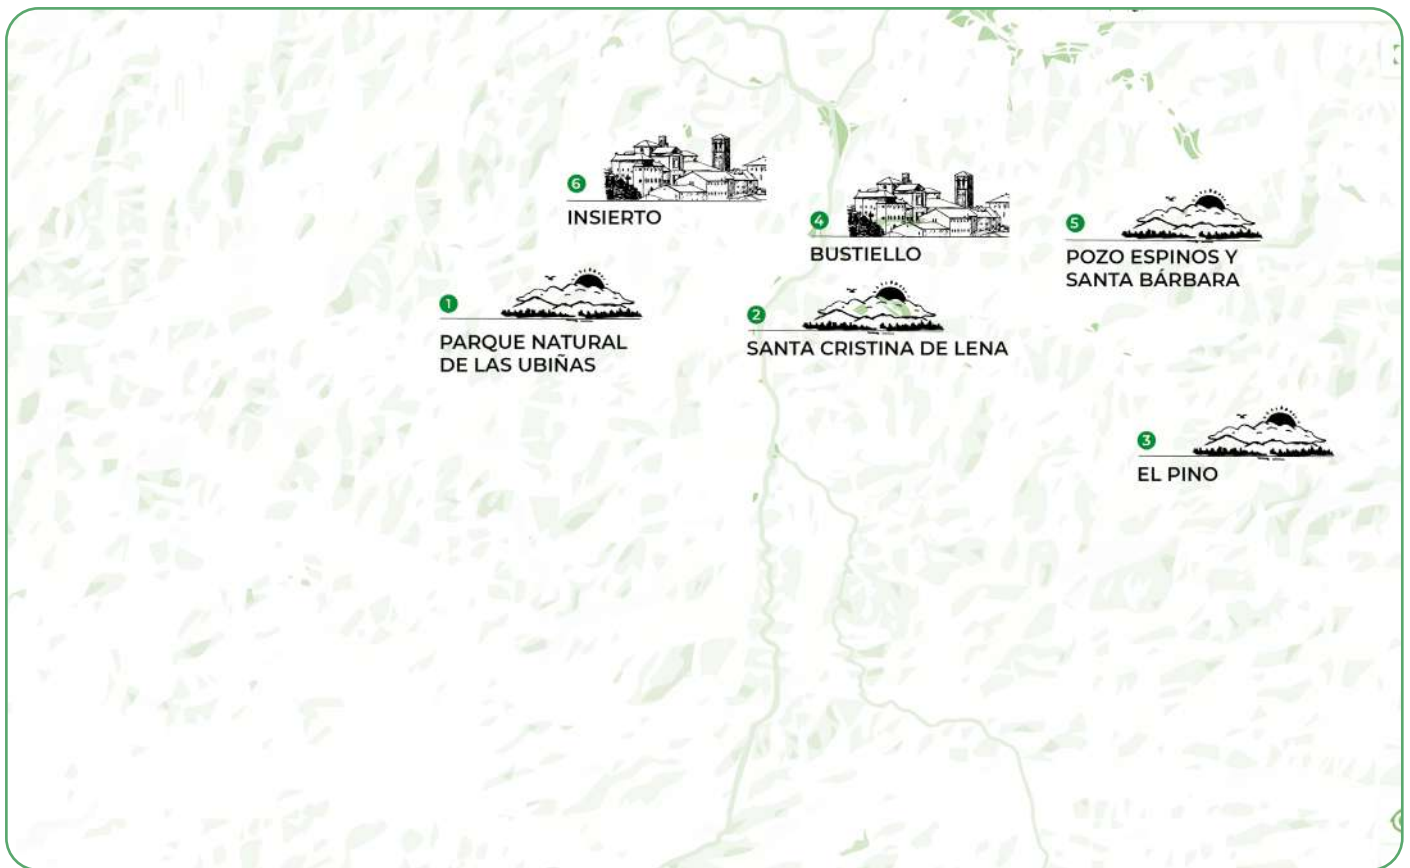 6
INSIERTO
4
BUSTIELLO
5
POZO ESPINOS Y
SANTA BÁRBARA
1
PARQUE NATURAL
DE LAS UBIÑAS
2
SANTA CRISTINA DE LENA
3
EL PINO